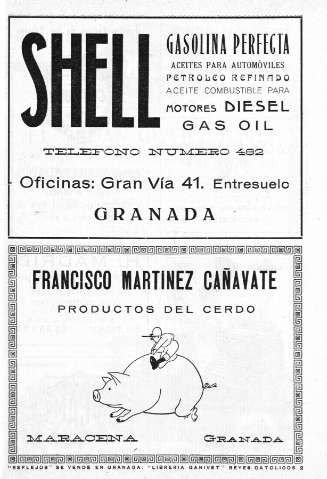 SHELL
GASOLINA PERFECTA
ACEITES PARA AUTOMÓVILES
PETROLEO REFINADO
ACEITE COMBUSTIBLE PARA
MOTORES DIESEL
GAS OIL
TELEFONO NUMERO 482
Oficinas: Gran Vía 41. Entresuelo
GRANADA
FRANCISCO MARTINEZ CAÑAVATE
PRODUCTOS DEL CERDO
MARACENA GRANADA
"REFLEJOS" SE VENDE EN GRANADA: "LIBRERIA GANIVET" REYES CATOLICOS 2